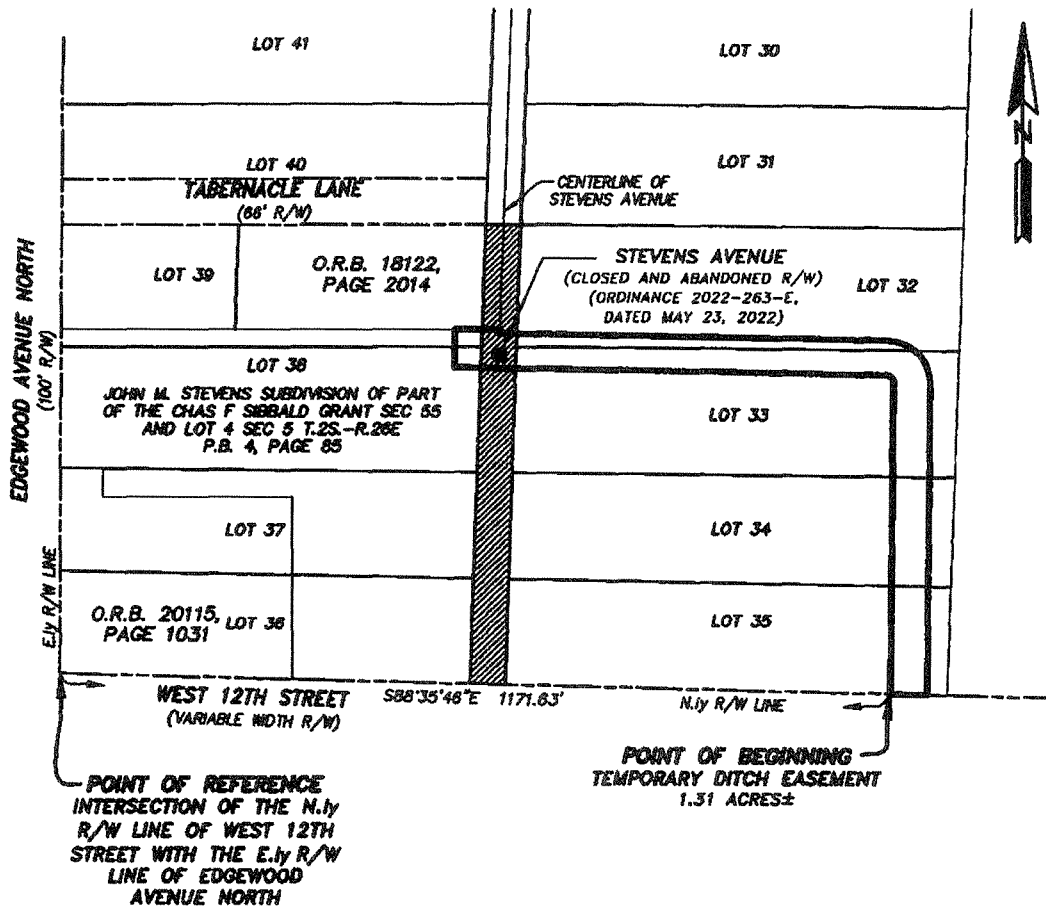 LOT 41
LOT 30
LOT 40
LOT 31
TABERNACLE LANE
(66' R/W)
CENTERLINE OF
STEVENS AVENUE
N
LOT 39
O.R.B. 18122,
PAGE 2014
STEVENS AVENUE
(CLOSED AND ABANDONED R/W)
(ORDINANCE 2022-263-E,
DATED MAY 23, 2022)
LOT 32
EDGEWOOD AVENUE NORTH
(100' R/W)
LOT 38
JOHN M. STEVENS SUBDIVISION OF PART
OF THE CHAS F SIBBALD GRANT SEC 55
AND LOT 4 SEC 5 T.2S.-R.26E
P.B. 4, PAGE 85
LOT 33
LOT 37
LOT 34
E.ly R/W LINE
O.R.B. 20115,
PAGE 1031
LOT 36
LOT 35
WEST 12TH STREET
(VARIABLE WIDTH R/W)
S88°35'46"E 1171.63'
N.ly R/W LINE
POINT OF REFERENCE
INTERSECTION OF THE N.ly
R/W LINE OF WEST 12TH
STREET WITH THE E.ly R/W
LINE OF EDGEWOOD
AVENUE NORTH
POINT OF BEGINNING
TEMPORARY DITCH EASEMENT
1.31 ACRES±